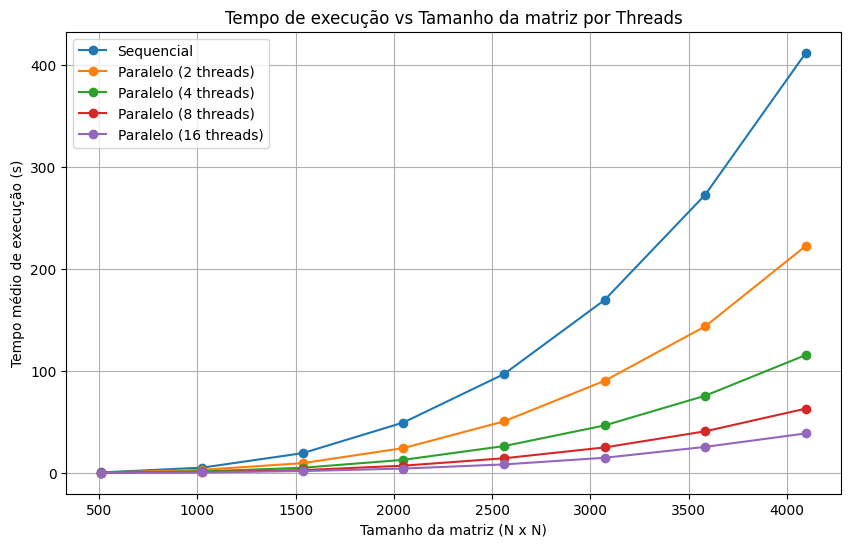 Tempo de execução vs Tamanho da matriz por Threads
Sequencial
Paralelo (2 threads)
Paralelo (4 threads)
Paralelo (8 threads)
Paralelo (16 threads)
Tempo médio de execução (s)
400
300
200
100
0
500 1000 1500 2000 2500 3000 3500 4000
Tamanho da matriz (N x N)